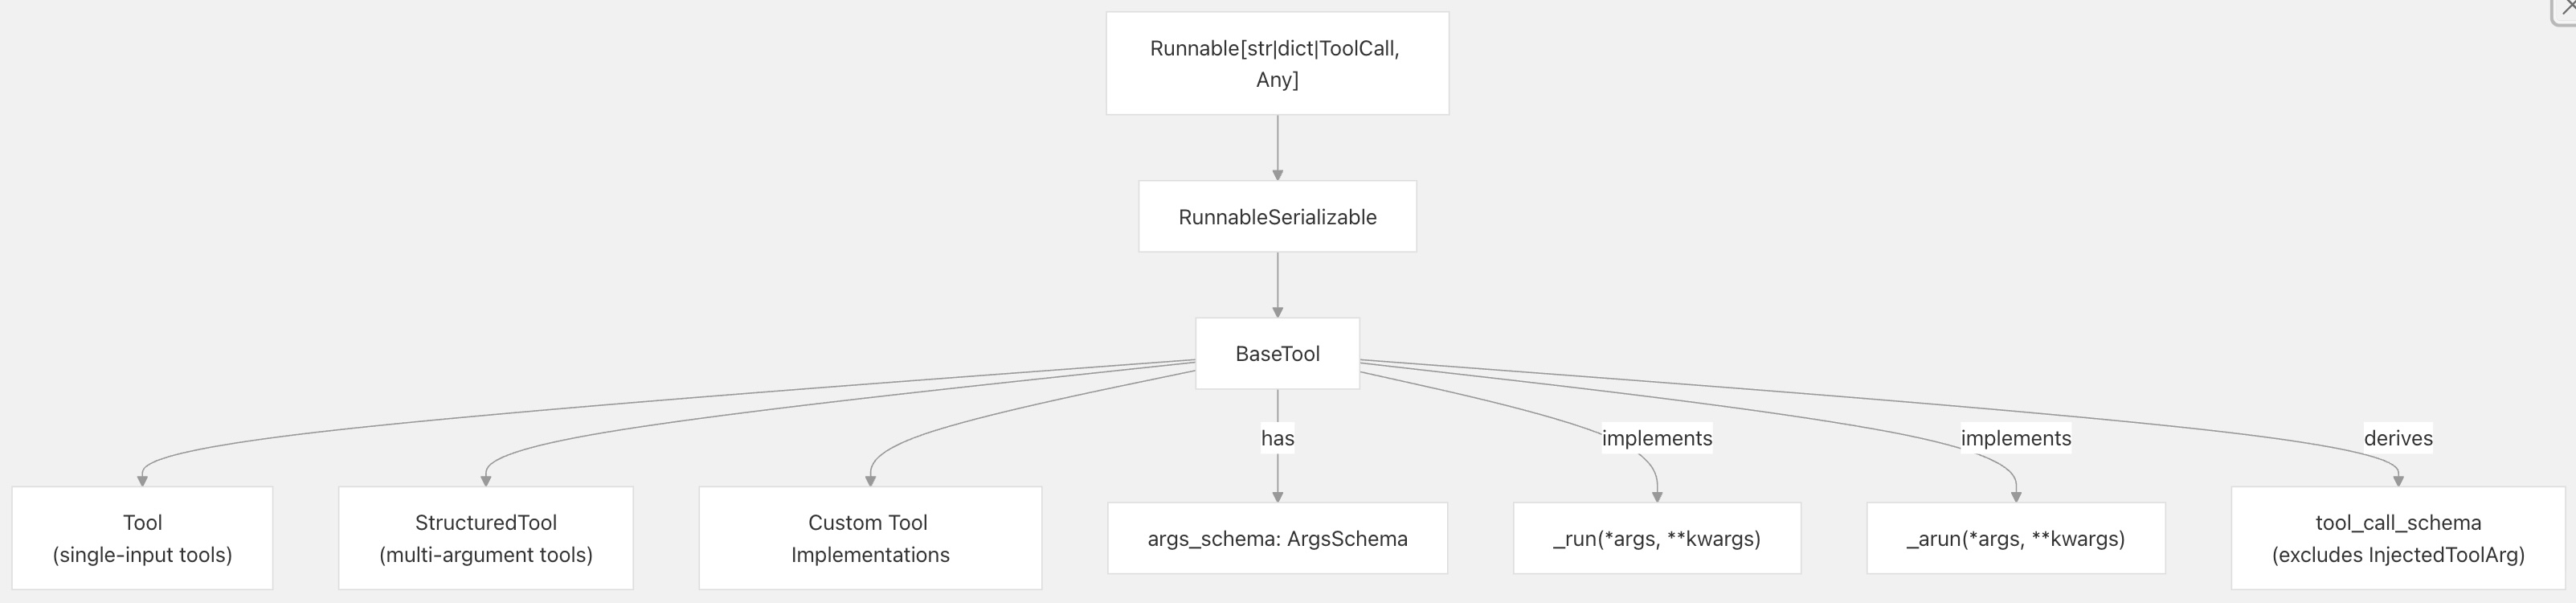 Runnable[str|dict|ToolCall,
Any]
RunnableSerializable
BaseTool
has
implements
implements
derives
Tool
(single-input tools)
StructuredTool
(multi-argument tools)
Custom Tool
Implementations
args_schema: ArgsSchema
_run(*args, **kwargs)
_arun(*args, **kwargs)
tool_call_schema
(excludes InjectedToolArg)